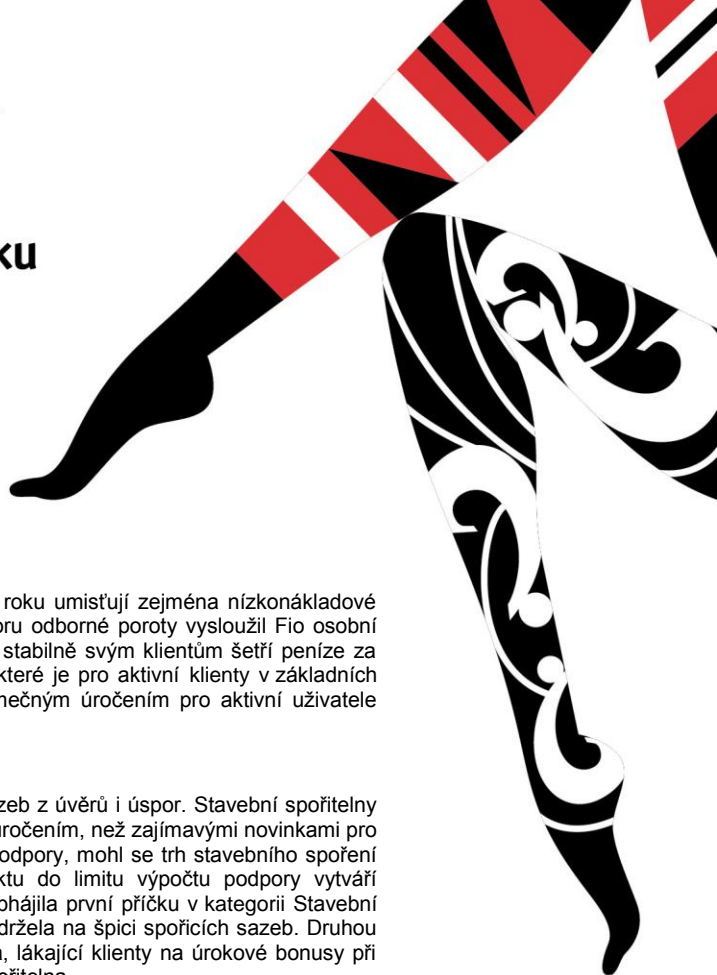 ku
roku umisťují zejména nízkonákladové
oru odborné poroty vysloužil Fio osobní
stabilně svým klientům šetří peníze za
které je pro aktivní klienty v základních
mečným úročením pro aktivní uživatele
zeb z úvěrů i úspor. Stavební spořitelny
úročením, než zajímavými novinkami pro
odpory, mohl se trh stavebního spoření
ktu do limitu výpočtu podpory vytváří
bhájila první příčku v kategorii Stavební
držela na špici spořicích sazeb. Druhou
a, lákající klienty na úrokové bonusy při